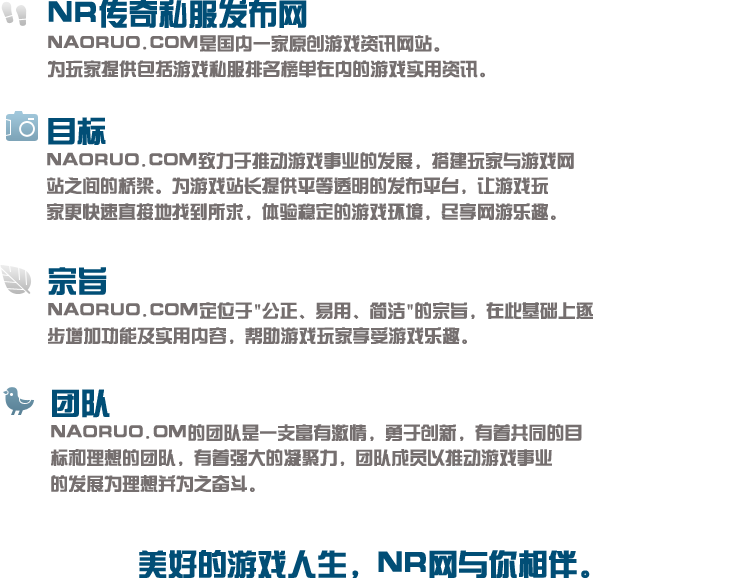 NR传奇私服发布网
NAORUO.COM是国内一家原创游戏资讯网站。
为玩家提供包括游戏私服排名榜单在内的游戏实用资讯。
目标
NAORUO.COM致力于推动游戏事业的发展，搭建玩家与游戏网
站之间的桥梁。为游戏站长提供平等透明的发布平台，让游戏玩
家更快速直接地找到所求，体验稳定的游戏环境，尽享网游乐趣。
宗旨
NAORUO.COM定位于"公正、易用、简洁"的宗旨，在此基础上逐
步增加功能及实用内容，帮助游戏玩家享受游戏乐趣。
团队
NAORUO.OM的团队是一支富有激情，勇于创新，有着共同的目
标和理想的团队，有着强大的凝聚力，团队成员以推动游戏事业
的发展为理想并为之奋斗。
美好的游戏人生，NR网与你相伴。